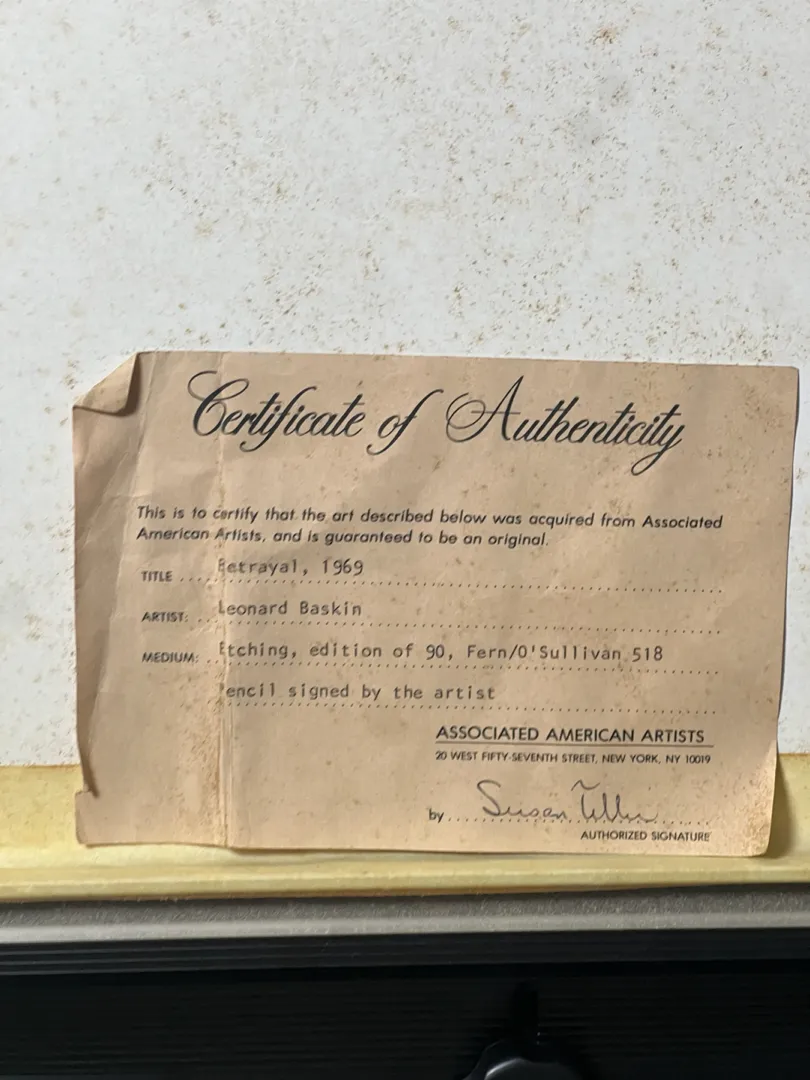 Certificate of Authenticity
This is to certify that the art described below was acquired from Associated
American Artists, and is guaranteed to be an original.
TITLE .... Betrayal, 1969
ARTIST: ... Leonard Baskin
MEDIUM: .. Etching, edition of 90, Fern/O'Sullivan 518
Pencil signed by the artist
ASSOCIATED AMERICAN ARTISTS
20 WEST FIFTY-SEVENTH STREET, NEW YORK, NY 10019
by .... Susan Teller
AUTHORIZED SIGNATURE